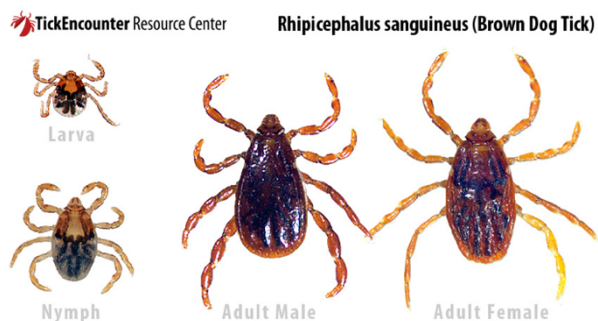 TickEncounter Resource Center
Rhipicephalus sanguineus (Brown Dog Tick)
Larva
Nymph
Adult Male
Adult Female